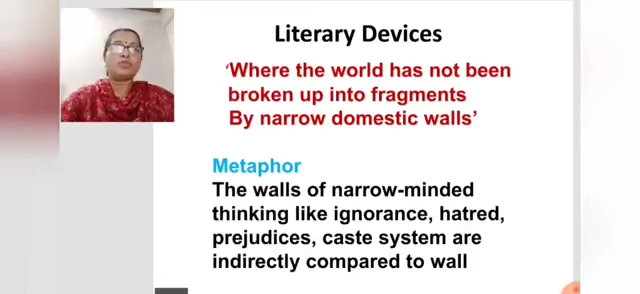 Literary Devices
‘Where the world has not been
broken up into fragments
By narrow domestic walls’
Metaphor
The walls of narrow-minded
thinking like ignorance, hatred,
prejudices, caste system are
indirectly compared to wall